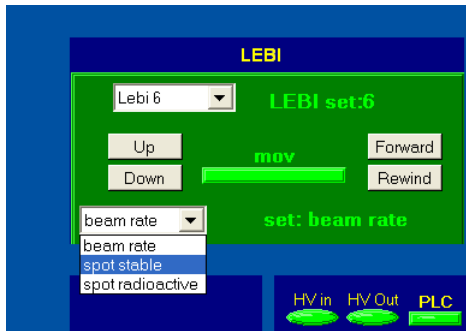 LEBI
Lebi 6
LEBI set:6
Up
mov
Forward
Down
Rewind
beam rate
set: beam rate
beam rate
spot stable
spot radioactive
HV in HV Out PLC